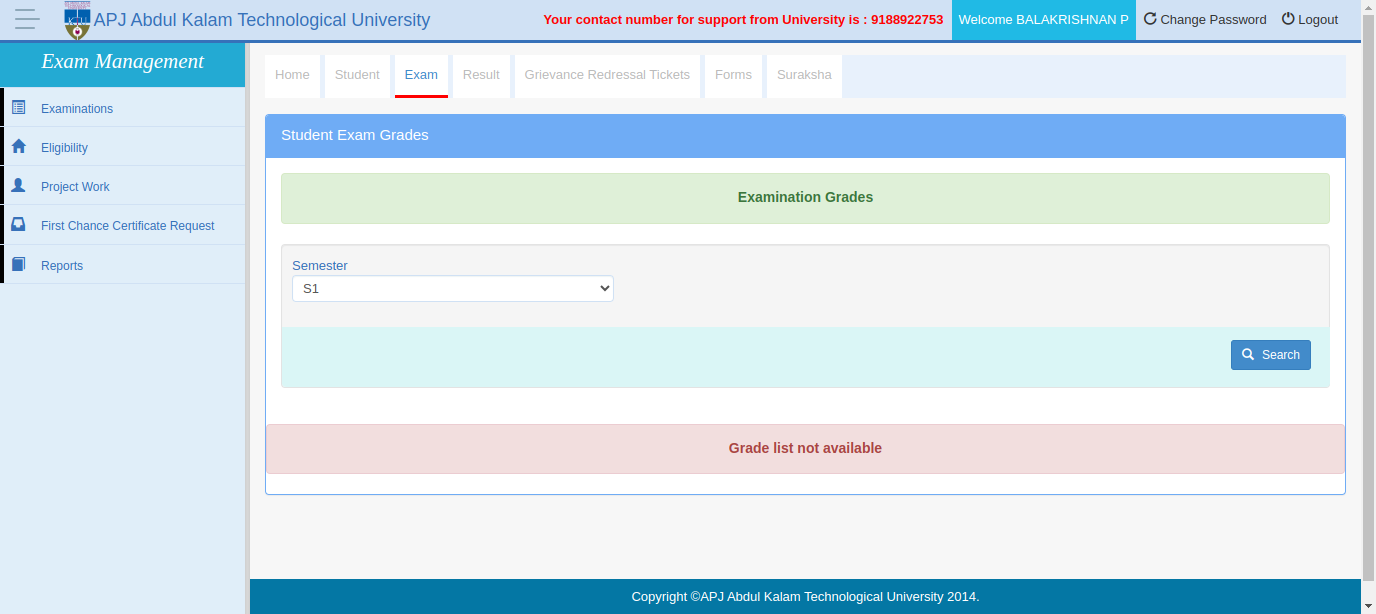 APJ Abdul Kalam Technological University
Your contact number for support from University is : 9188922753
Welcome BALAKRISHNAN P
Change Password
Logout
Exam Management
Examinations
Eligibility
Project Work
First Chance Certificate Request
Reports
Home
Student
Exam
Result
Grievance Redressal Tickets
Forms
Suraksha
Student Exam Grades
Examination Grades
Semester
S1
Search
Grade list not available
Copyright ©APJ Abdul Kalam Technological University 2014.